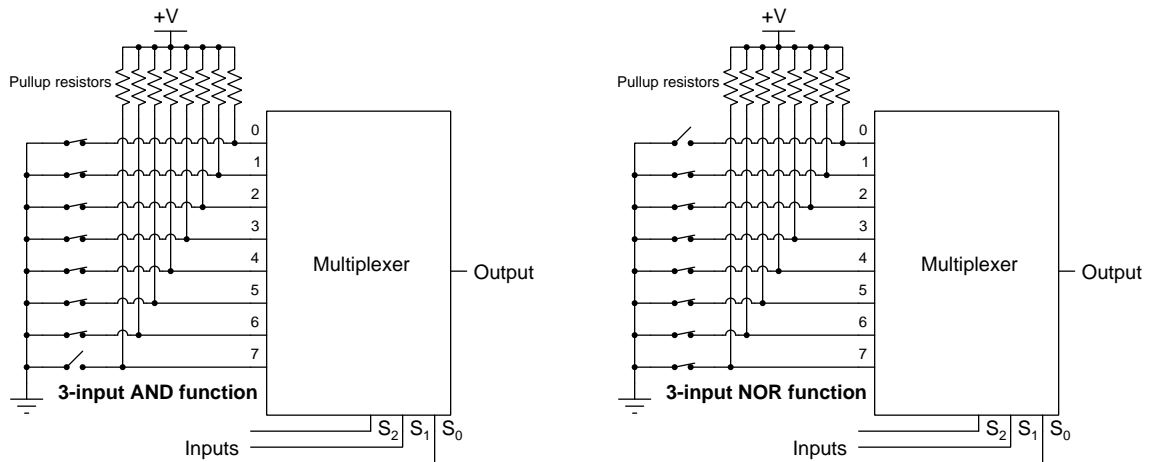 +V
Pullup resistors
0
1
2
3
Multiplexer
4
Output
5
6
7
3-input AND function
S2 S1 S0
Inputs
+V
Pullup resistors
0
1
2
3
Multiplexer
4
Output
5
6
7
3-input NOR function
S2 S1 S0
Inputs